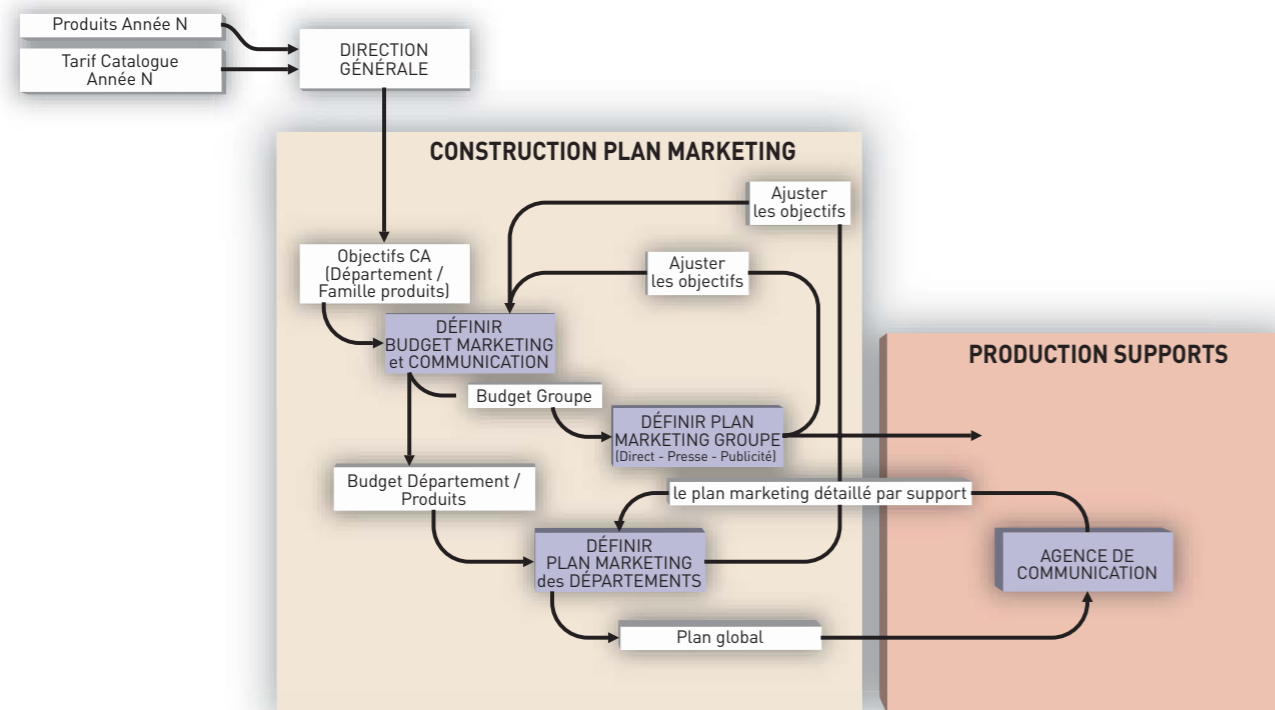 Produits Année N
Tarif Catalogue
Année N
DIRECTION
GÉNÉRALE
CONSTRUCTION PLAN MARKETING
Ajuster
les objectifs
Objectifs CA
(Département /
Famille produits)
Ajuster
les objectifs
DÉFINIR
BUDGET MARKETING
et COMMUNICATION
PRODUCTION SUPPORTS
Budget Groupe
DÉFINIR PLAN
MARKETING GROUPE
(Direct - Presse - Publicité)
Budget Département /
Produits
le plan marketing détaillé par support
DÉFINIR
PLAN MARKETING
des DÉPARTEMENTS
AGENCE DE
COMMUNICATION
Plan global